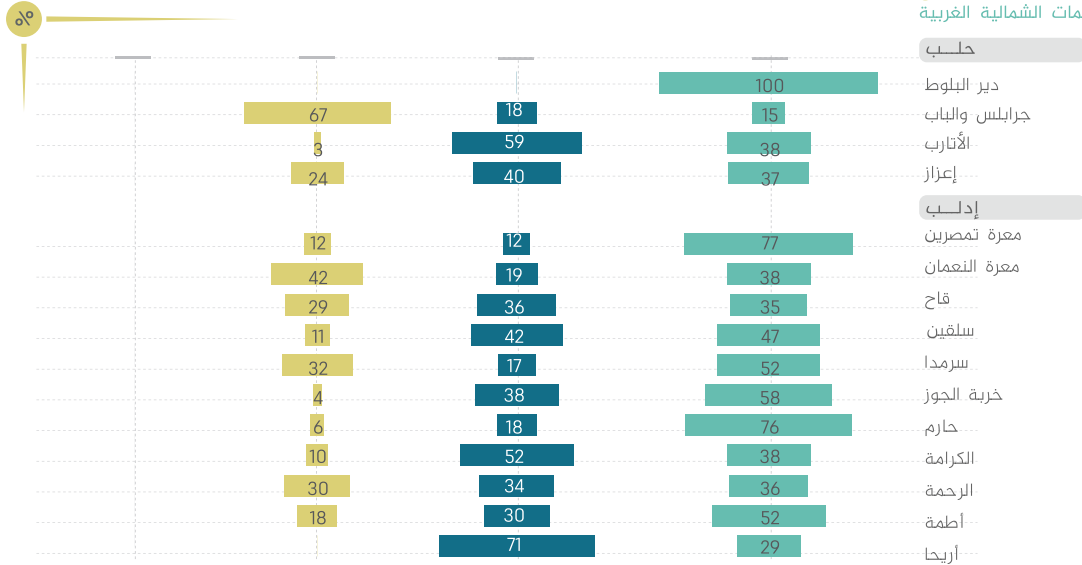 %
مات الشمالية الغربية
حلـــب
دير البلوط 100
جرابلس والباب 15 18 67
الأتارب 38 59 3
إعزاز 37 40 24
إدلـــب
معرة تمصرين 77 12 12
معرة النعمان 38 19 42
قاح 35 36 29
سلقين 47 42 11
سرمدا 52 17 32
خربة الجوز 58 38 4
حارم 76 18 6
الكرامة 38 52 10
الرحمة 36 34 30
أطمة 52 30 18
أريحا 29 71